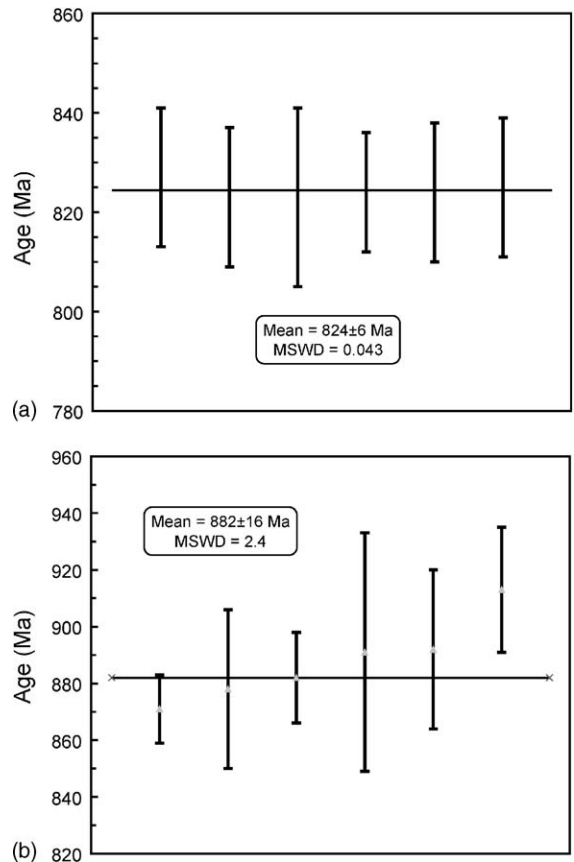 860
840
820
800
780
Age (Ma)
Mean = 824±6 Ma
MSWD = 0.043
(a)
960
940
920
900
880
860
840
820
Age (Ma)
Mean = 882±16 Ma
MSWD = 2.4
(b)